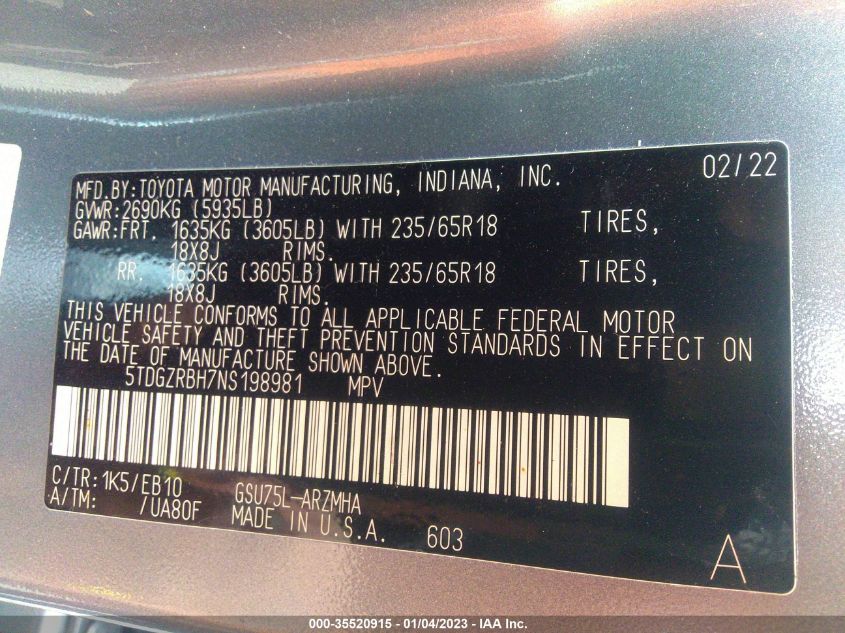 MFD.BY:TOYOTA MOTOR MANUFACTURING, INDIANA, INC. 02/22
GVWR:2690KG (5935LB)
GAWR:FRT. 1635KG (3605LB) WITH 235/65R18 TIRES,
18X8J RIMS.
RR. 1635KG (3605LB) WITH 235/65R18 TIRES,
18X8J RIMS.
THIS VEHICLE CONFORMS TO ALL APPLICABLE FEDERAL MOTOR
VEHICLE SAFETY AND THEFT PREVENTION STANDARDS IN EFFECT ON
THE DATE OF MANUFACTURE SHOWN ABOVE.
5TDGZRBH7NS198981 MPV
C/TR:1K5/EB10 GSU75L-ARZMHA
A/TM: /UA80F MADE IN U.S.A. 603
A
000-35520915 - 01/04/2023 - IAA Inc.